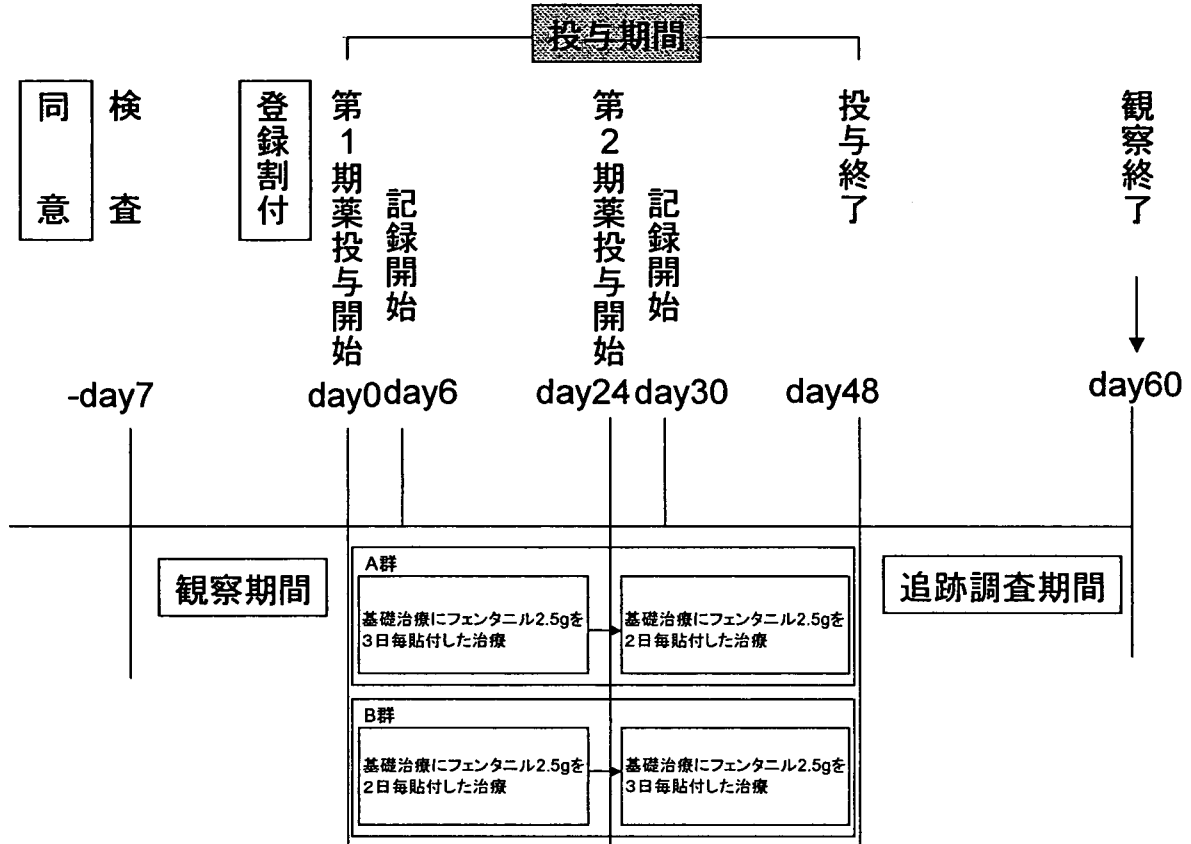 投与期間
同意
検査
登録割付
第1期薬投与開始
記録開始
第2期薬投与開始
記録開始
投与終了
観察終了
-day7
day0
day6
day24
day30
day48
day60
観察期間
追跡調査期間
A群
基礎治療にフェンタニル2.5gを
3日毎貼付した治療
基礎治療にフェンタニル2.5gを
2日毎貼付した治療
B群
基礎治療にフェンタニル2.5gを
2日毎貼付した治療
基礎治療にフェンタニル2.5gを
3日毎貼付した治療